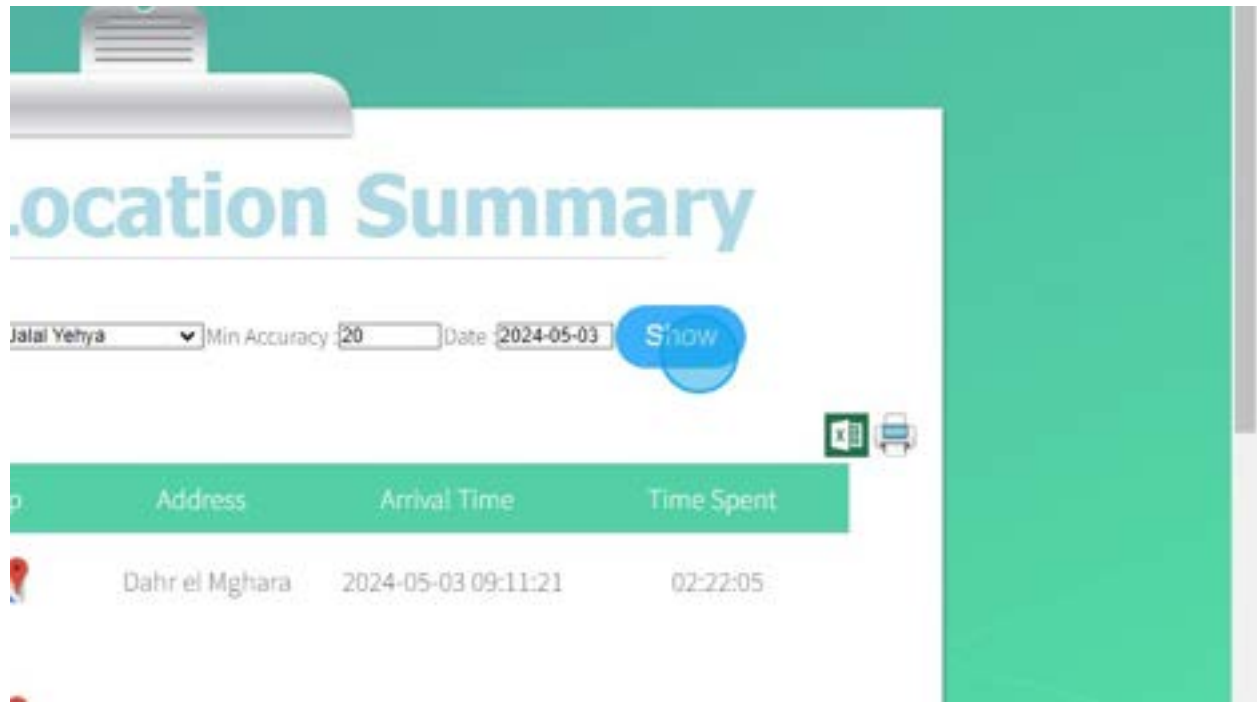 Location Summary
Jalal Yehya Min Accuracy : 20 Date : 2024-05-03 Show
Address Arrival Time Time Spent
Dahr el Mghara 2024-05-03 09:11:21 02:22:05